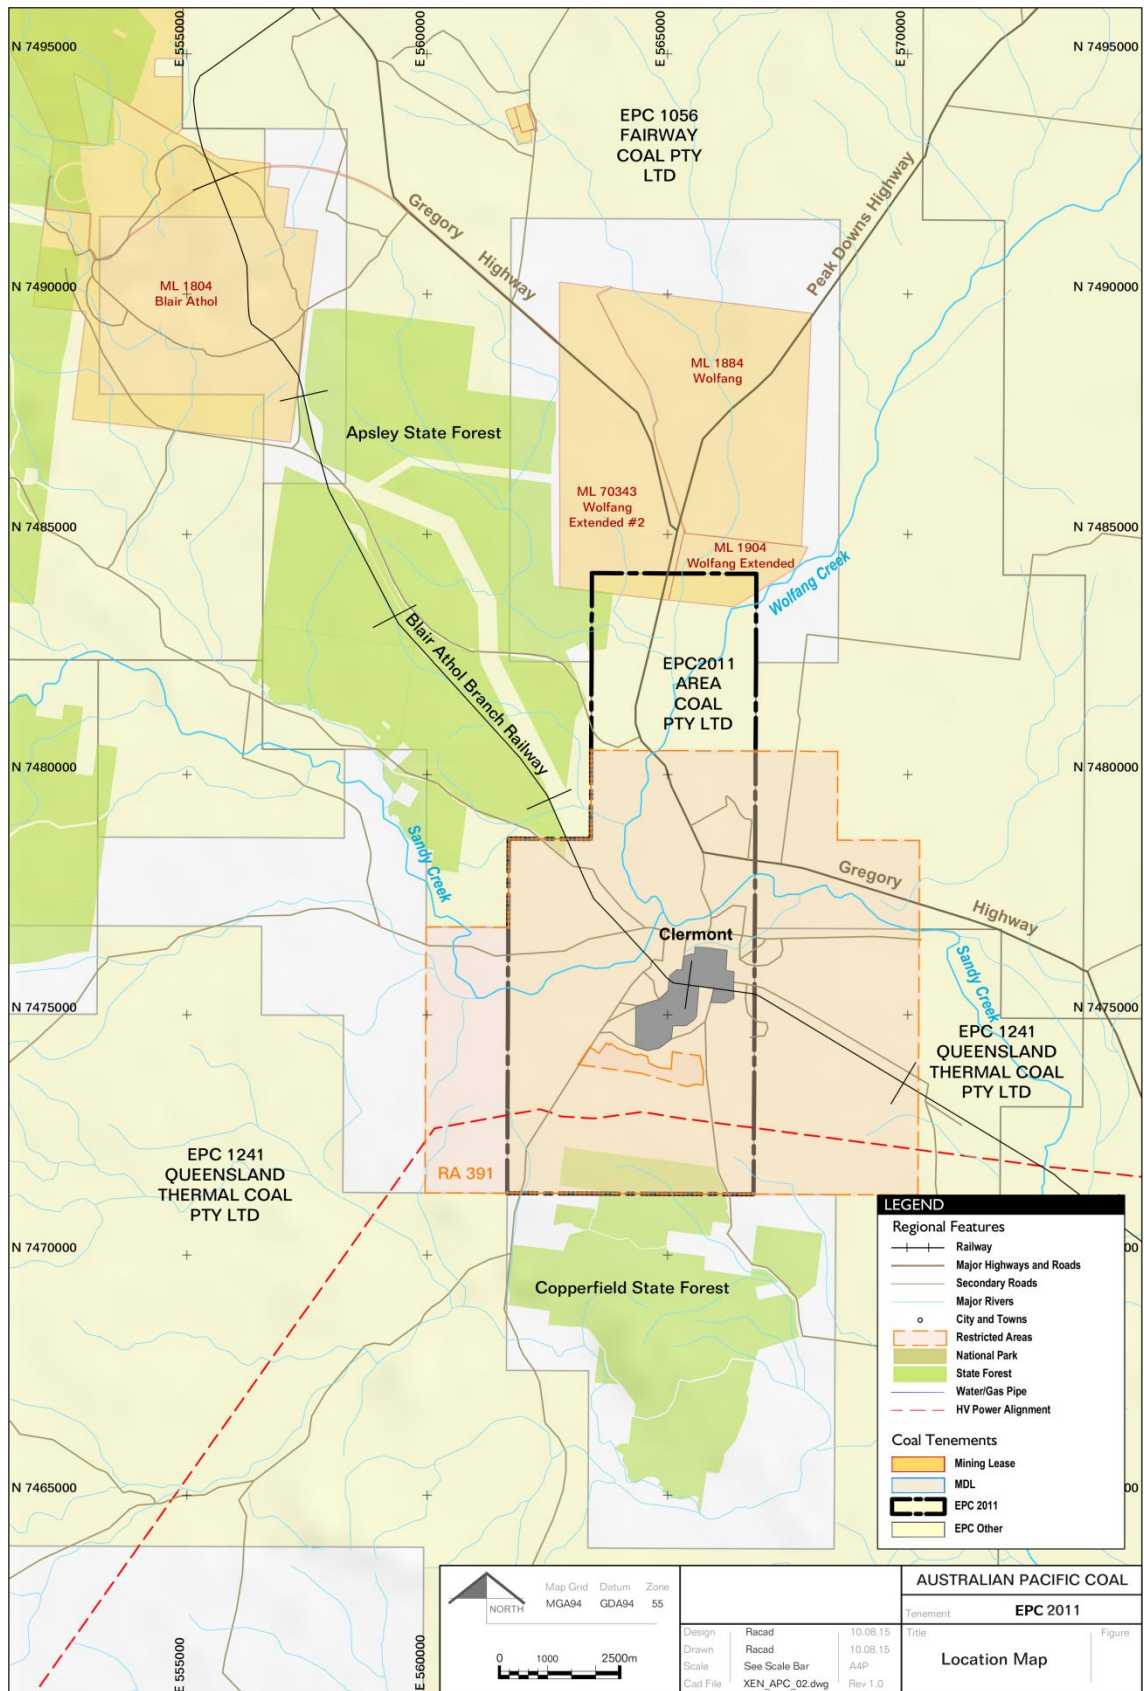 E 555000
E 560000
E 565000
E 570000
N 7495000
N 7495000
EPC 1056
FAIRWAY
COAL PTY
LTD
Gregory
Highway
Peak Downs Highway
N 7490000
N 7490000
ML 1804
Blair Athol
ML 1884
Wolfang
Apsley State Forest
ML 70343
Wolfang
Extended #2
N 7485000
N 7485000
ML 1904
Wolfang Extended
Wolfang Creek
Blair Athol Branch Railway
EPC2011
AREA
COAL
PTY LTD
N 7480000
N 7480000
Sandy Creek
Gregory
Highway
Clermont
Sandy Creek
N 7475000
N 7475000
EPC 1241
QUEENSLAND
THERMAL COAL
PTY LTD
EPC 1241
QUEENSLAND
THERMAL COAL
PTY LTD
RA 391
N 7470000
Copperfield State Forest
N 7465000
LEGEND
Regional Features
Railway
Major Highways and Roads
Secondary Roads
Major Rivers
City and Towns
Restricted Areas
National Park
State Forest
Water/Gas Pipe
HV Power Alignment
Coal Tenements
Mining Lease
MDL
EPC 2011
EPC Other
E 555000
E 560000
NORTH
Map Grid Datum Zone
MGA94 GDA94 55
0 1000 2500m
Design Racad 10.08.15
Drawn Racad 10.08.15
Scale See Scale Bar A4P
Cad File XEN_APC_02.dwg Rev 1.0
AUSTRALIAN PACIFIC COAL
Tenement EPC 2011
Title Figure
Location Map